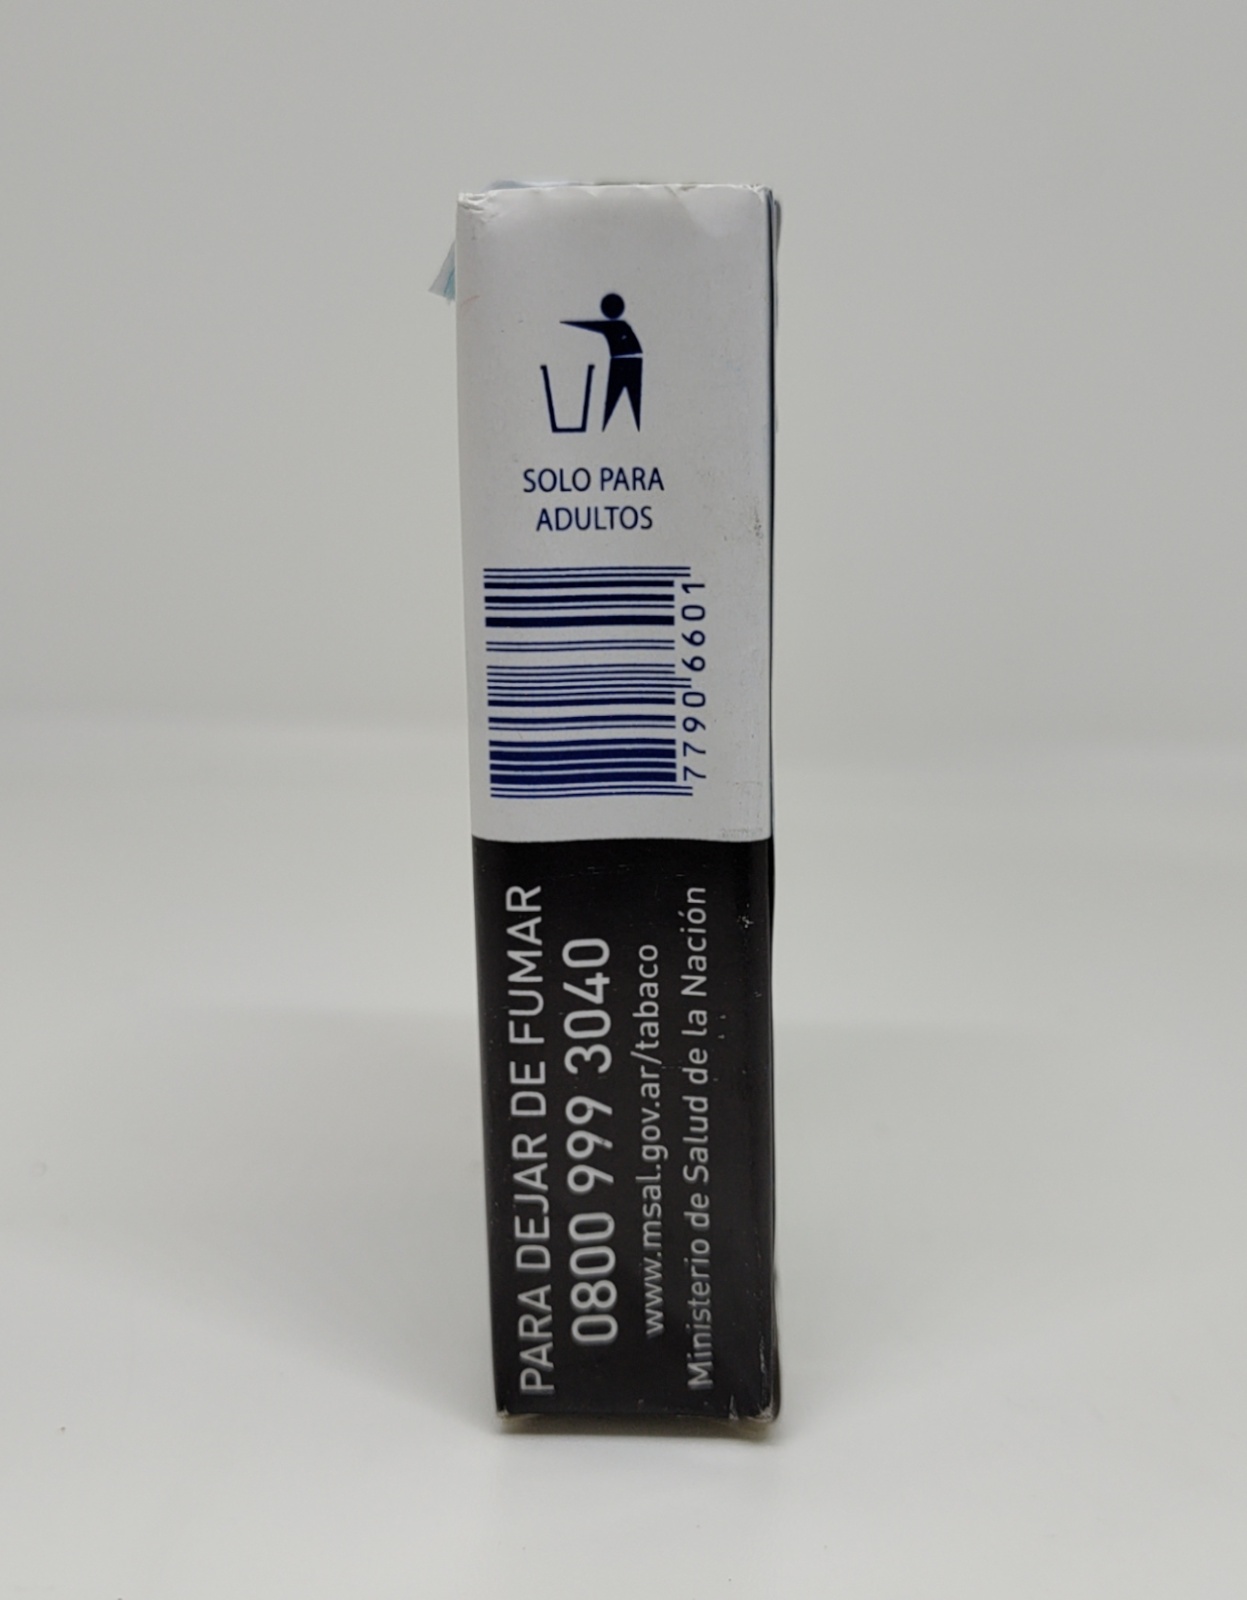 SOLO PARA
ADULTOS
7790 6601
PARA DEJAR DE FUMAR
0800 999 3040
www.msal.gov.ar/tabaco
Ministerio de Salud de la Nación